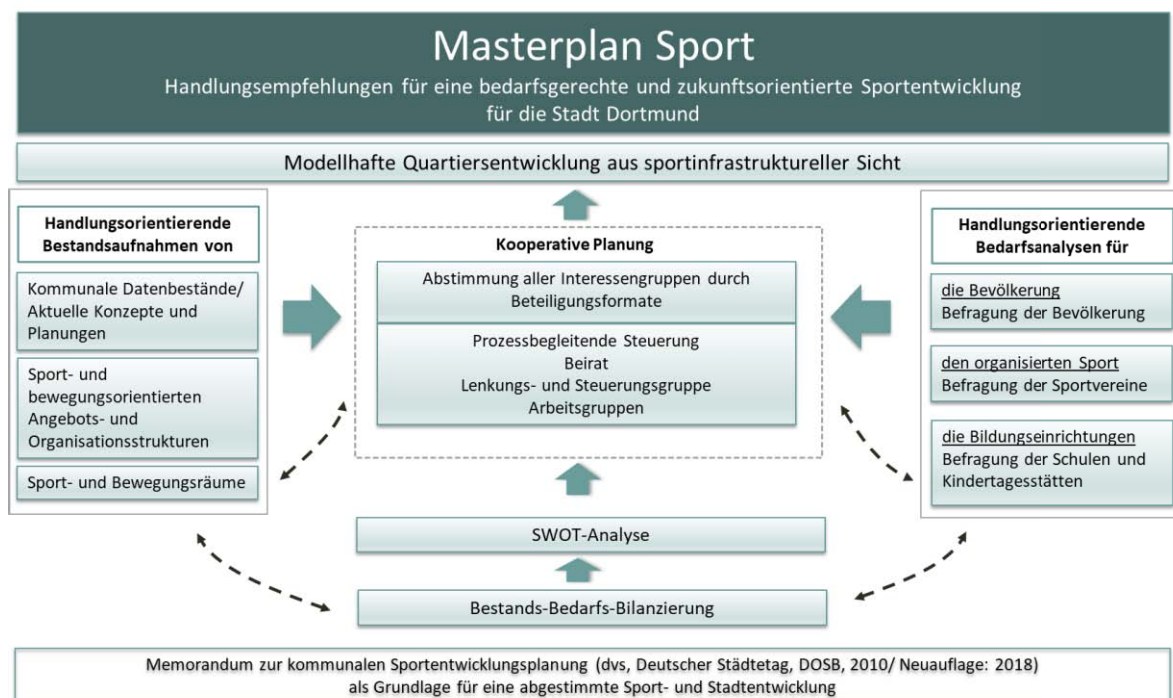 Masterplan Sport
Handlungsempfehlungen für eine bedarfsgerechte und zukunftsorientierte Sportentwicklung
für die Stadt Dortmund
Modellhafte Quartiersentwicklung aus sportinfrastruktureller Sicht
Handlungsorientierende
Bestandsaufnahmen von
Kommunale Datenbestände/
Aktuelle Konzepte und
Planungen
Sport- und
bewegungsorientierten
Angebots- und
Organisationsstrukturen
Sport- und Bewegungsräume
Kooperative Planung
Abstimmung aller Interessengruppen durch
Beteiligungsformate
Prozessbegleitende Steuerung
Beirat
Lenkungs- und Steuerungsgruppe
Arbeitsgruppen
Handlungsorientierende
Bedarfsanalysen für
die Bevölkerung
Befragung der Bevölkerung
den organisierten Sport
Befragung der Sportvereine
die Bildungseinrichtungen
Befragung der Schulen und
Kindertagesstätten
SWOT-Analyse
Bestands-Bedarfs-Bilanzierung
Memorandum zur kommunalen Sportentwicklungsplanung (dvs, Deutscher Städtetag, DOSB, 2010/ Neuauflage: 2018)
als Grundlage für eine abgestimmte Sport- und Stadtentwicklung